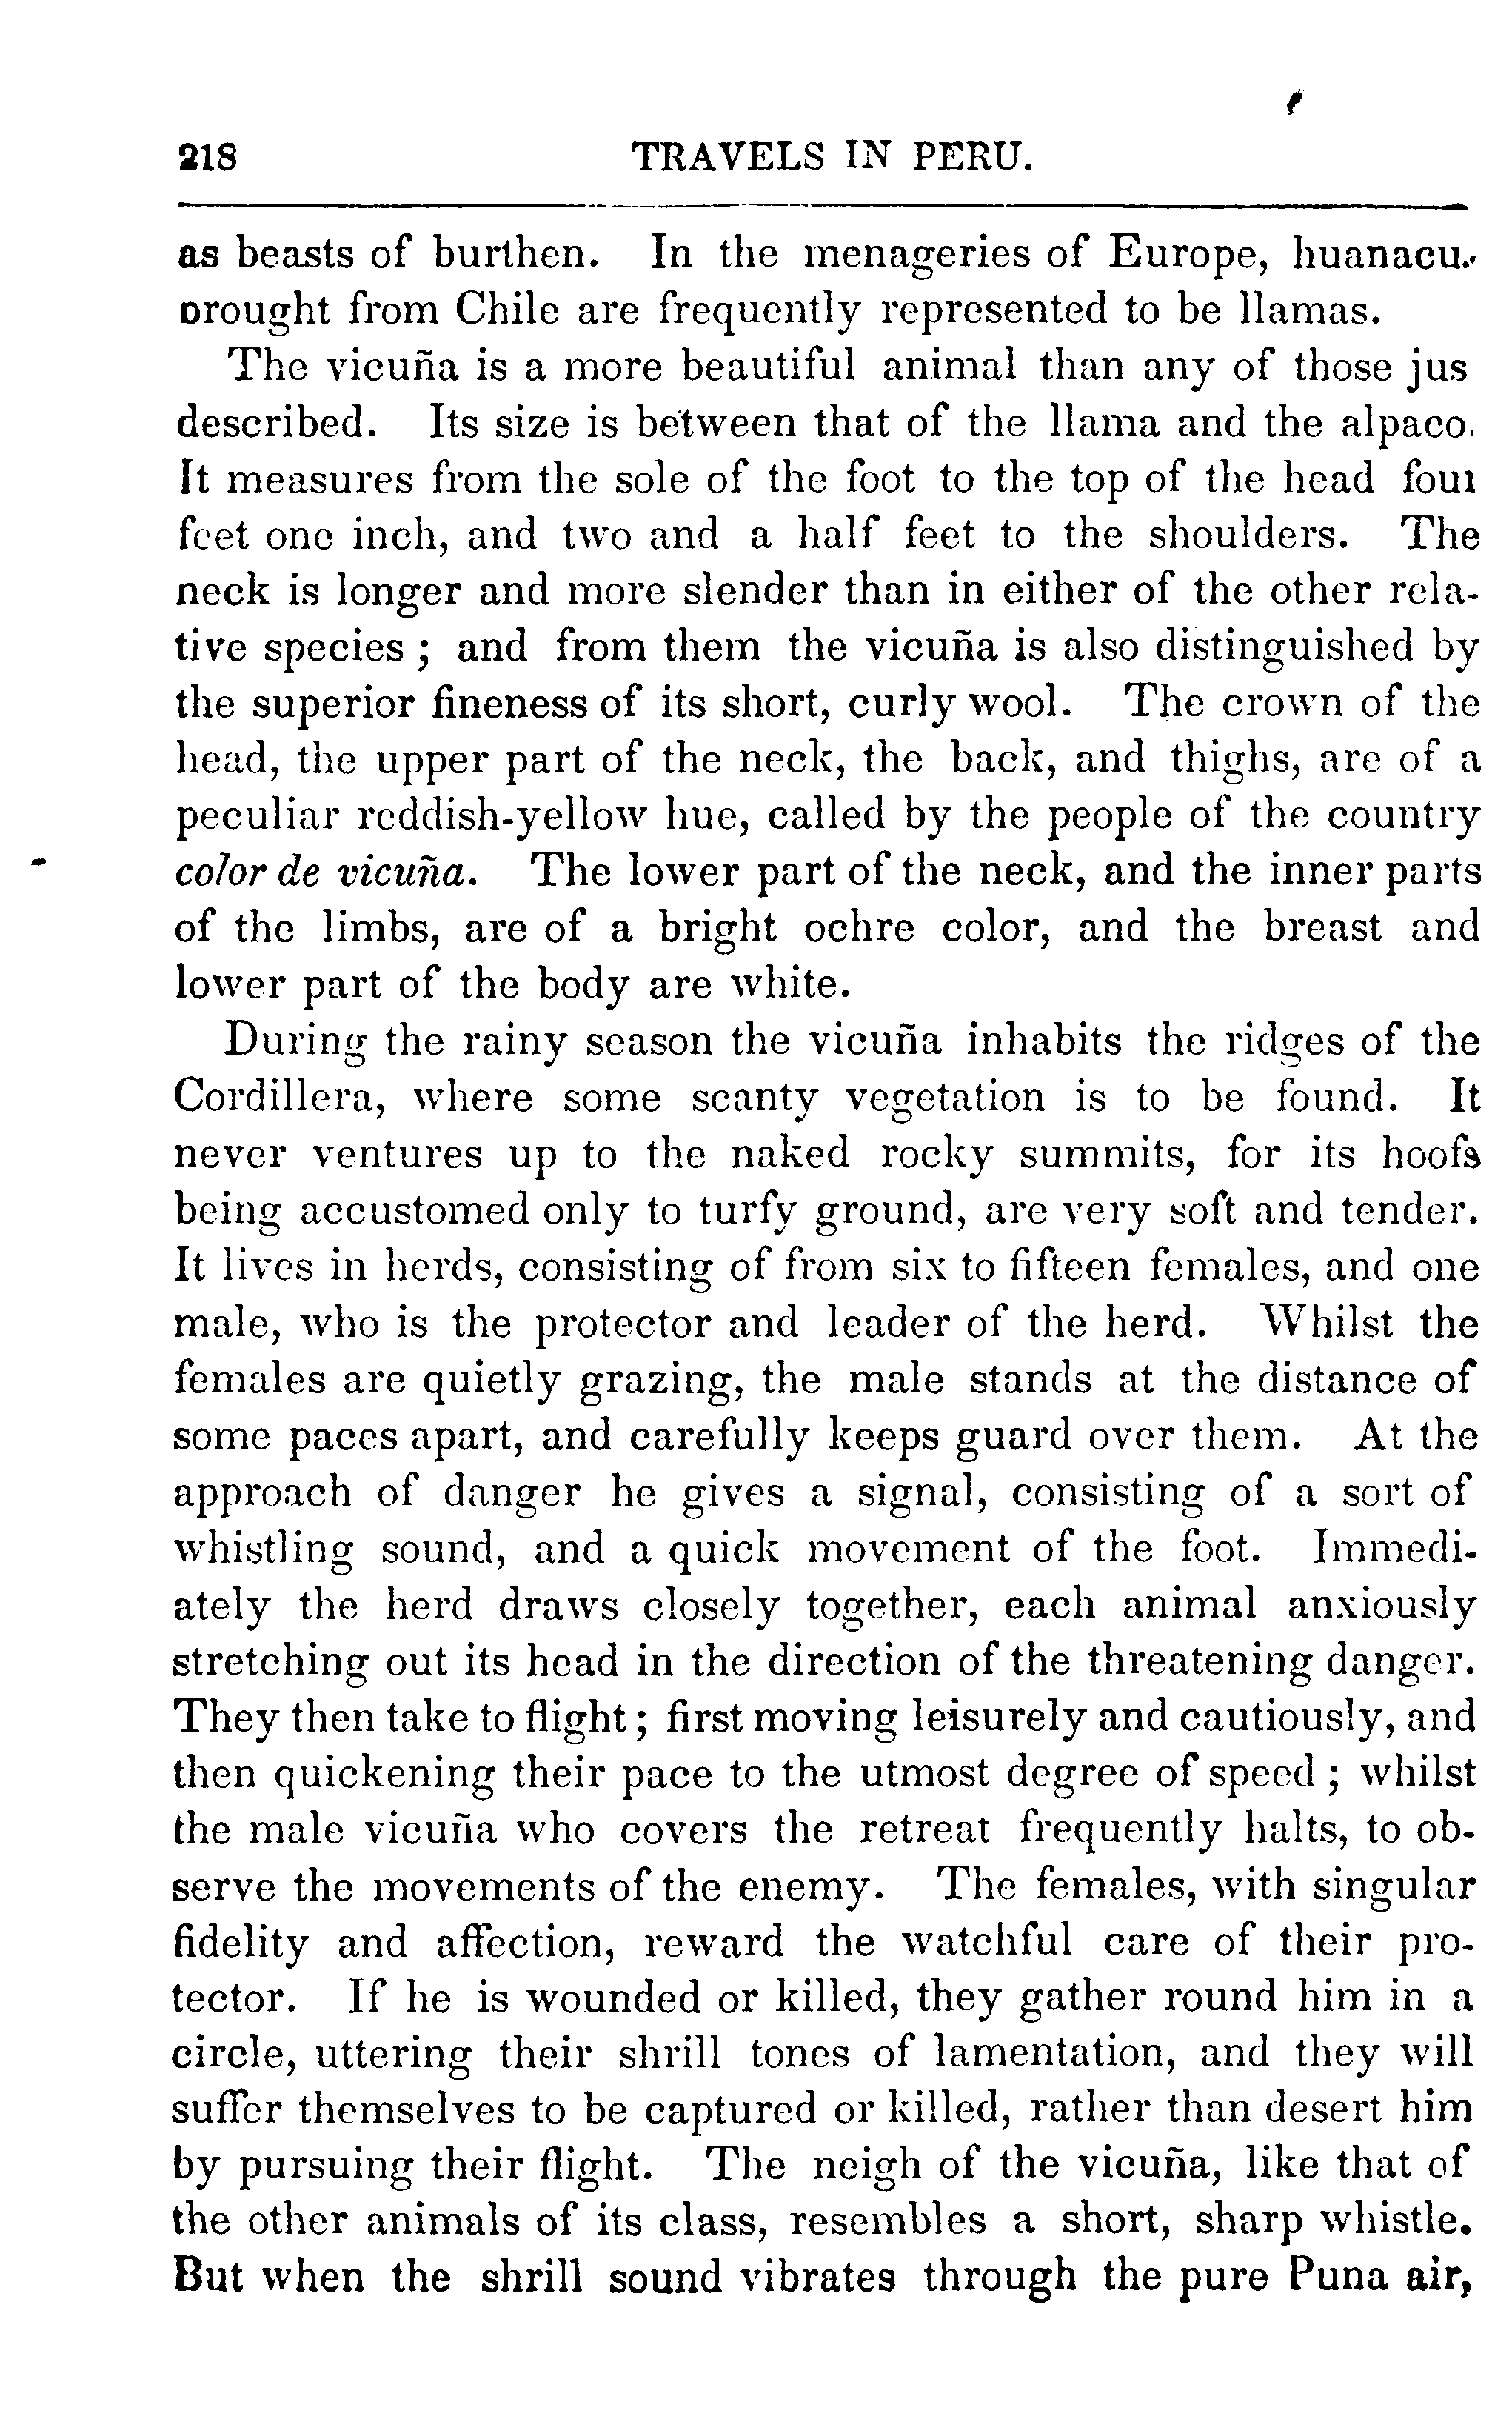 218 TRAVELS IN PERU.
as beasts of burthen. In the menageries of Europe, huanacu
brought from Chile are frequently represented to be llamas.
The vicuña is a more beautiful animal than any of those jus
described. Its size is between that of the llama and the alpaco.
It measures from the sole of the foot to the top of the head four
feet one inch, and two and a half feet to the shoulders. The
neck is longer and more slender than in either of the other rela-
tive species ; and from them the vicuña is also distinguished by
the superior fineness of its short, curly wool. The crown of the
head, the upper part of the neck, the back, and thighs, are of a
peculiar reddish-yellow hue, called by the people of the country
color de vicuña. The lower part of the neck, and the inner parts
of the limbs, are of a bright ochre color, and the breast and
lower part of the body are white.
During the rainy season the vicuña inhabits the ridges of the
Cordillera, where some scanty vegetation is to be found. It
never ventures up to the naked rocky summits, for its hoofs
being accustomed only to turfy ground, are very soft and tender.
It lives in herds, consisting of from six to fifteen females, and one
male, who is the protector and leader of the herd. Whilst the
females are quietly grazing, the male stands at the distance of
some paces apart, and carefully keeps guard over them. At the
approach of danger he gives a signal, consisting of a sort of
whistling sound, and a quick movement of the foot. Immedi-
ately the herd draws closely together, each animal anxiously
stretching out its head in the direction of the threatening danger.
They then take to flight ; first moving leisurely and cautiously, and
then quickening their pace to the utmost degree of speed ; whilst
the male vicuña who covers the retreat frequently halts, to ob-
serve the movements of the enemy. The females, with singular
fidelity and affection, reward the watchful care of their pro-
tector. If he is wounded or killed, they gather round him in a
circle, uttering their shrill tones of lamentation, and they will
suffer themselves to be captured or killed, rather than desert him
by pursuing their flight. The neigh of the vicuña, like that of
the other animals of its class, resembles a short, sharp whistle.
But when the shrill sound vibrates through the pure Puna air,